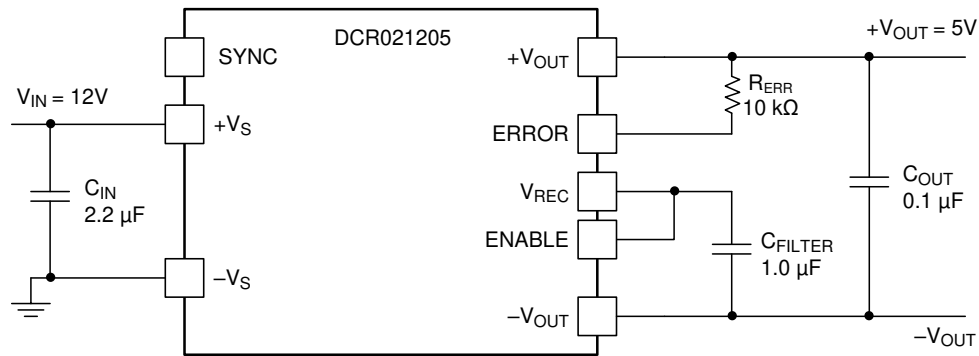 DCR021205
SYNC
+VOUT
+VOUT = 5V
VIN = 12V
RERR
10 kΩ
+VS
ERROR
CIN
2.2 µF
VREC
COUT
0.1 µF
ENABLE
CFILTER
1.0 µF
–VS
–VOUT
–VOUT